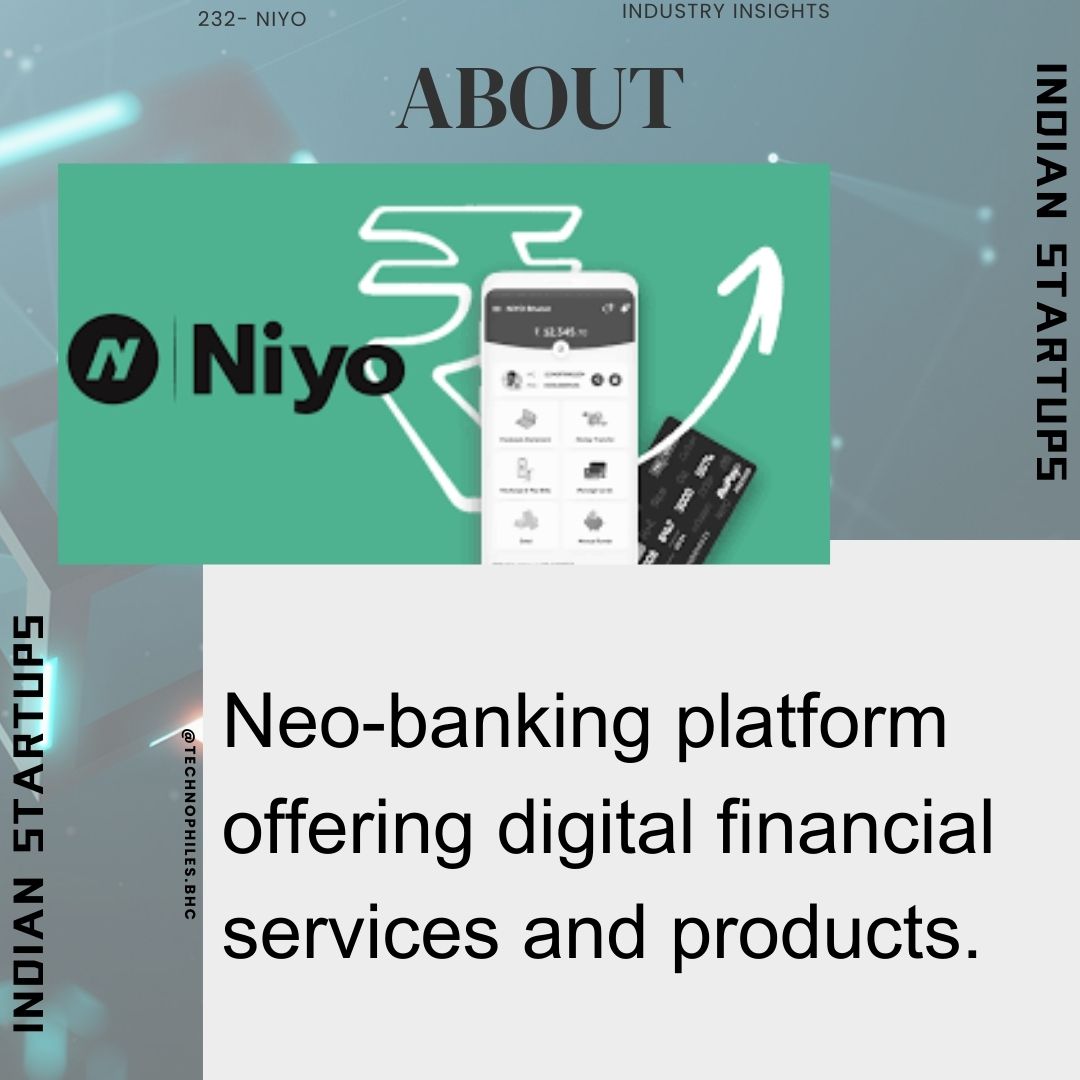 232- NIYO
INDUSTRY INSIGHTS
ABOUT
INDIAN STARTUPS
Niyo
Neo-banking platform
offering digital financial
services and products.
@TECHNOPHILES.BHC
INDIAN STARTUPS